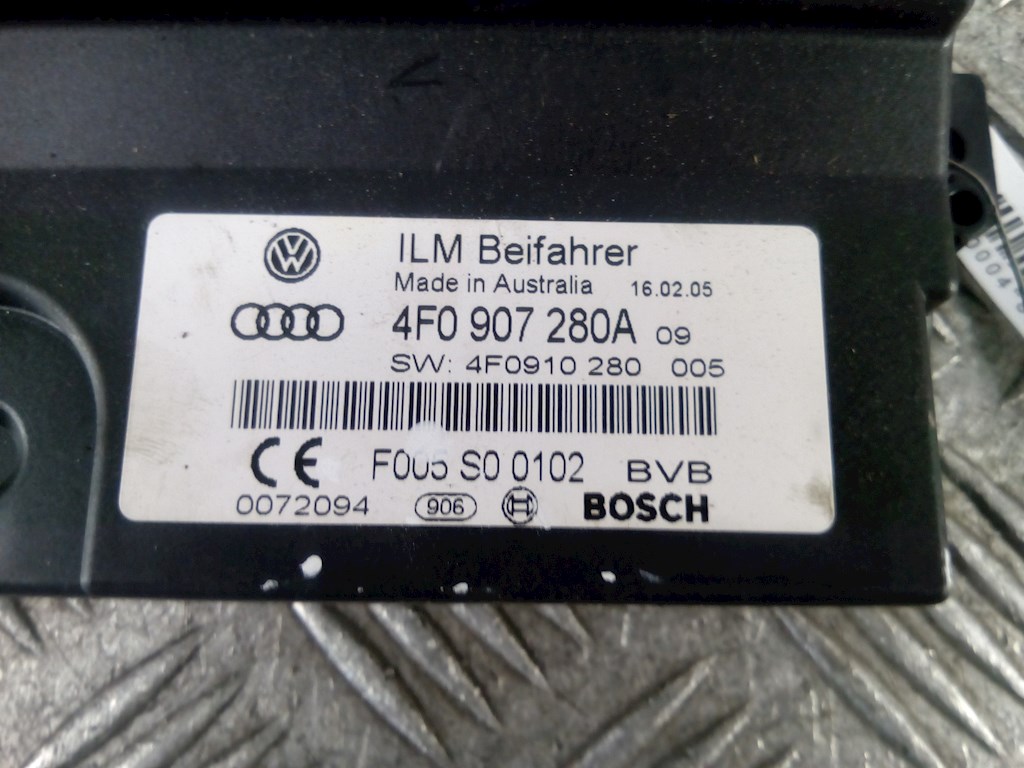 ILM Beifahrer
Made in Australia 16.02.05
4F0 907 280A 09
SW: 4F0910 280 005
CE F005 S0 0102 BVB
0072094 906 BOSCH